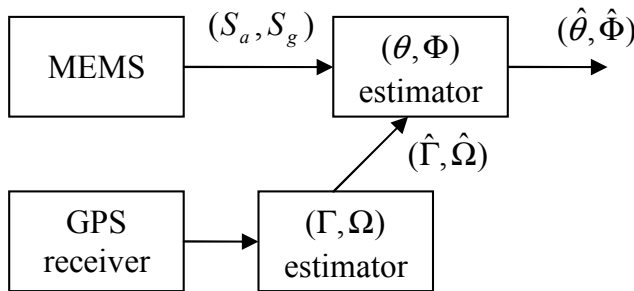 (S_a, S_g)
(θ̂, Φ̂)
MEMS
(θ, Φ)
estimator
(Γ̂, Ω̂)
GPS
receiver
(Γ, Ω)
estimator